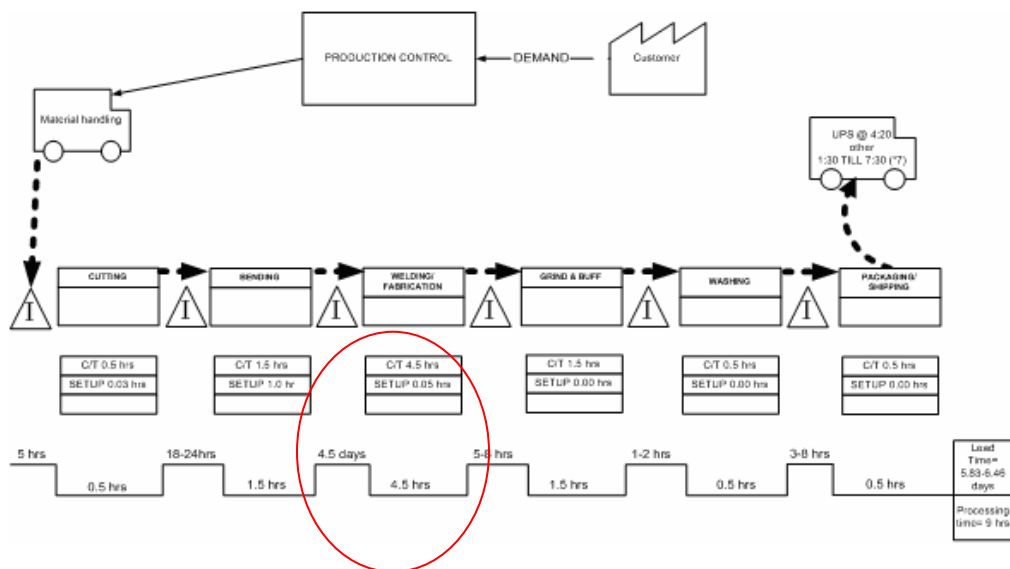 PRODUCTION CONTROL
DEMAND
Customer
Material handling
UPS @ 4:20
other
1:30 TILL 7:30 (*7)
CUTTING
BENDING
WELDING/
FABRICATION
GRIND & BUFF
WASHING
PACKAGING/
SHIPPING
I
I
I
I
I
I
C/T 0.5 hrs
SETUP 0.03 hrs
C/T 1.5 hrs
SETUP 1.0 hr
C/T 4.5 hrs
SETUP 0.05 hrs
C/T 1.5 hrs
SETUP 0.00 hrs
C/T 0.5 hrs
SETUP 0.00 hrs
C/T 0.5 hrs
SETUP 0.00 hrs
5 hrs
18-24hrs
4.5 days
hrs
1-2 hrs
3-8 hrs
0.5 hrs
1.5 hrs
4.5 hrs
1.5 hrs
0.5 hrs
0.5 hrs
Lead
Time=
5.83-6.46
days
Processing
time= 9 hrs